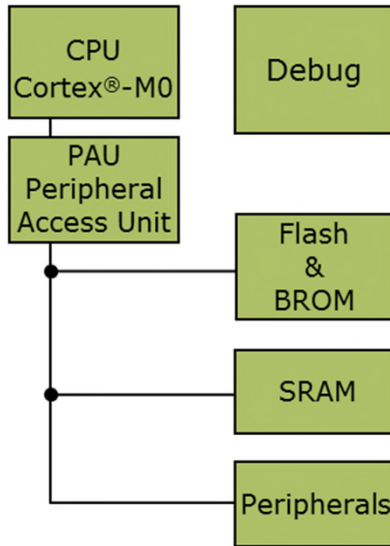 CPU
Cortex®-M0
Debug
PAU
Peripheral
Access Unit
Flash
&
BROM
SRAM
Peripherals